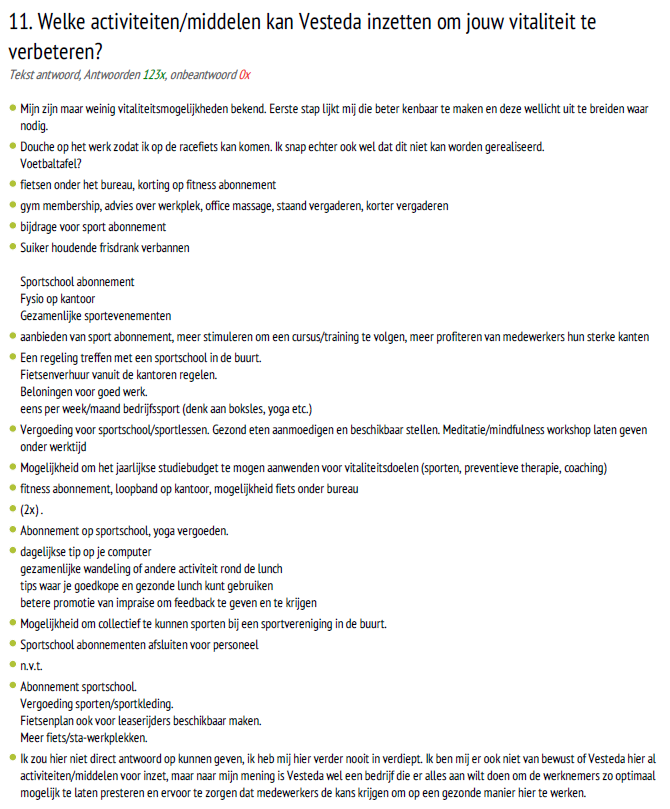 11. Welke activiteiten/middelen kan Vesteda inzetten om jouw vitaliteit te
verbeteren?
Tekst antwoord, Antwoorden 123x, onbeantwoord 0x
• Mijn zijn maar weinig vitaliteitsmogelijkheden bekend. Eerste stap lijkt mij die beter kenbaar te maken en deze wellicht uit te breiden waar
nodig.
• Douche op het werk zodat ik op de racefiets kan komen. Ik snap echter ook wel dat dit niet kan worden gerealiseerd.
Voetbaltafel?
• fietsen onder het bureau, korting op fitness abonnement
• gym membership, advies over werkplek, office massage, staand vergaderen, korter vergaderen
• bijdrage voor sport abonnement
• Suiker houdende frisdrank verbannen
Sportschool abonnement
Fysio op kantoor
Gezamenlijke sportevenementen
• aanbieden van sport abonnement, meer stimuleren om een cursus/training te volgen, meer profiteren van medewerkers hun sterke kanten
• Een regeling treffen met een sportschool in de buurt.
Fietsenverhuur vanuit de kantoren regelen.
Beloningen voor goed werk.
eens per week/maand bedrijfssport (denk aan boksles, yoga etc.)
• Vergoeding voor sportschool/sportlessen. Gezond eten aanmoedigen en beschikbaar stellen. Meditatie/mindfulness workshop laten geven
onder werktijd
• Mogelijkheid om het jaarlijkse studiebudget te mogen aanwenden voor vitaliteitsdoelen (sporten, preventieve therapie, coaching)
• fitness abonnement, loopband op kantoor, mogelijkheid fiets onder bureau
• (2x) .
• Abonnement op sportschool, yoga vergoeden.
• dagelijkse tip op je computer
gezamenlijke wandeling of andere activiteit rond de lunch
tips waar je goedkope en gezonde lunch kunt gebruiken
betere promotie van impraise om feedback te geven en te krijgen
• Mogelijkheid om collectief te kunnen sporten bij een sportvereniging in de buurt.
• Sportschool abonnementen afsluiten voor personeel
• n.v.t.
• Abonnement sportschool.
Vergoeding sporten/sportkleding.
Fietsenplan ook voor leaserijders beschikbaar maken.
Meer fiets/sta-werkplekken.
• Ik zou hier niet direct antwoord op kunnen geven, ik heb mij hier verder nooit in verdiept. Ik ben mij er ook niet van bewust of Vesteda hier al
activiteiten/middelen voor inzet, maar naar mijn mening is Vesteda wel een bedrijf die er alles aan wilt doen om de werknemers zo optimaal
mogelijk te laten presteren en ervoor te zorgen dat medewerkers de kans krijgen om op een gezonde manier hier te werken.